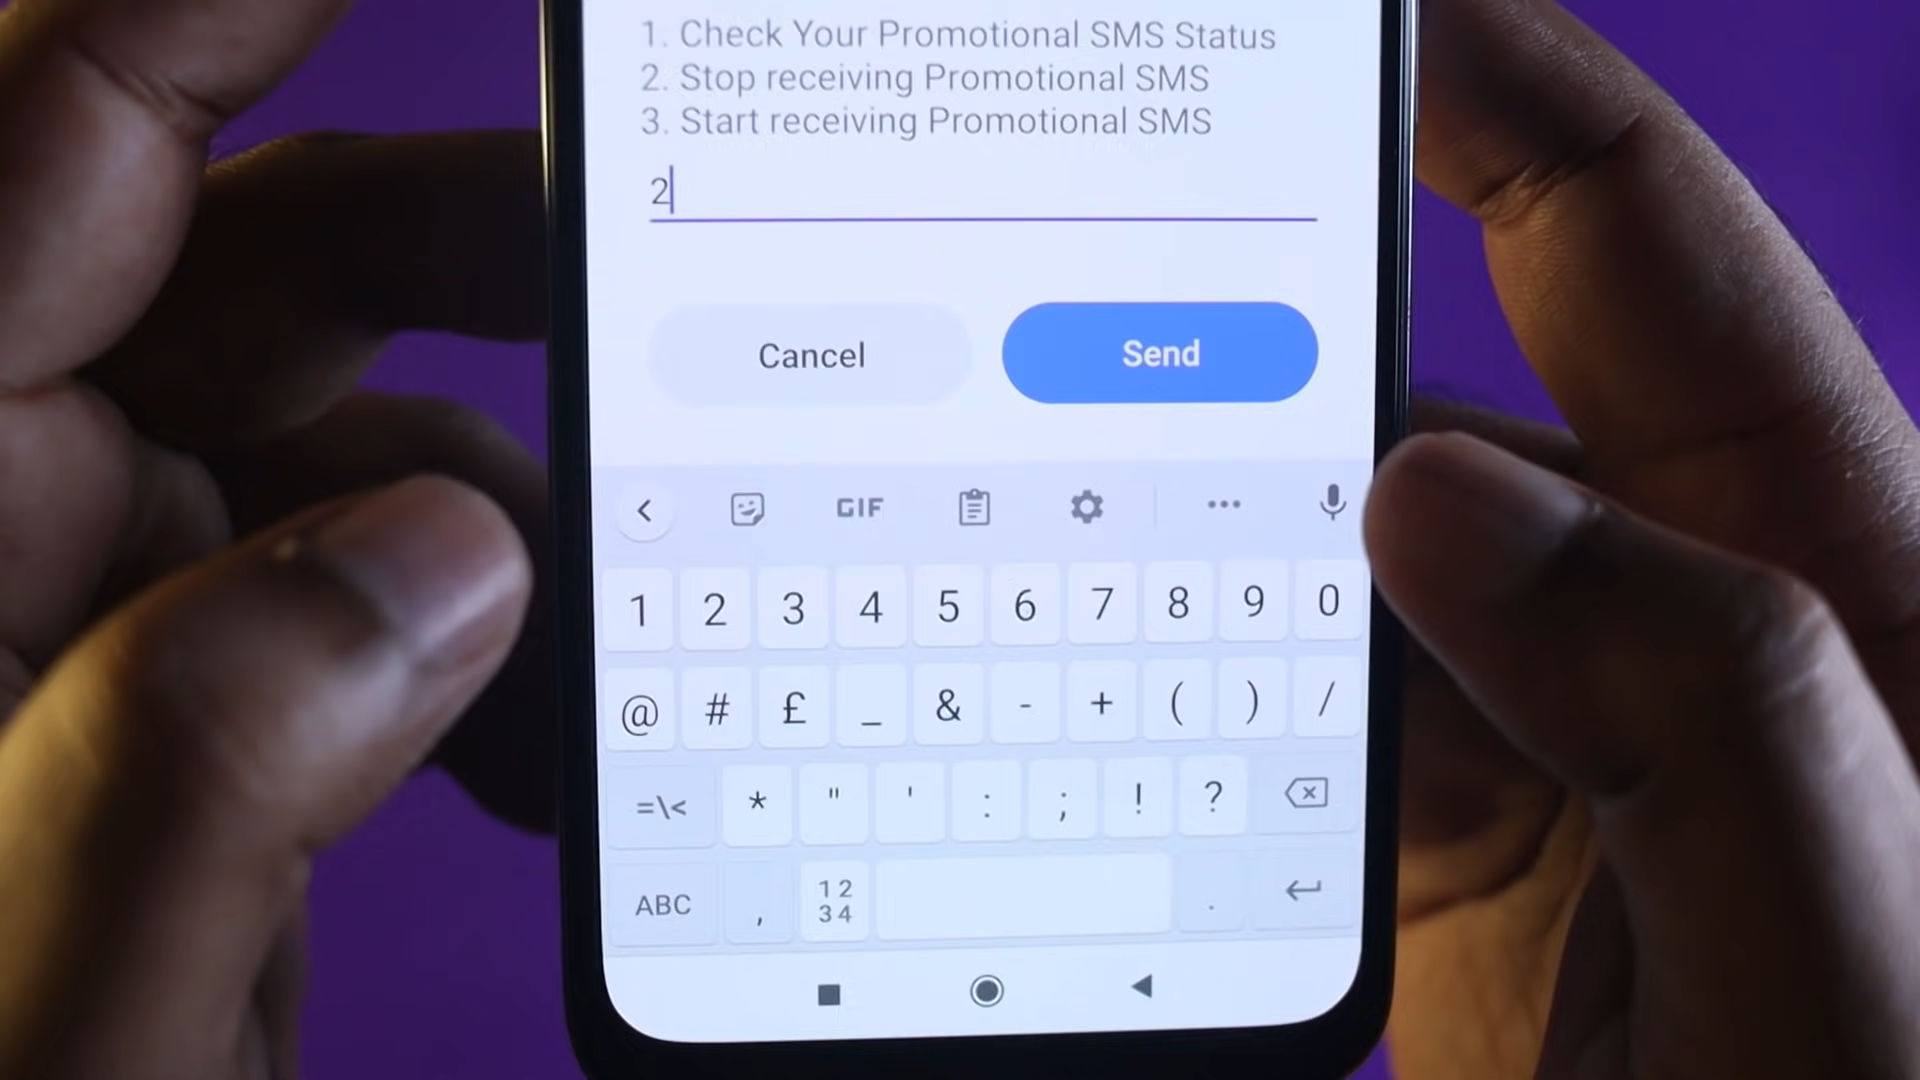 1. Check Your Promotional SMS Status
2. Stop receiving Promotional SMS
3. Start receiving Promotional SMS
2
Cancel Send
GIF
1 2 3 4 5 6 7 8 9 0
@ # £ _ & - + ( ) /
=\< * " ' : ; ! ?
ABC , 12 34 .